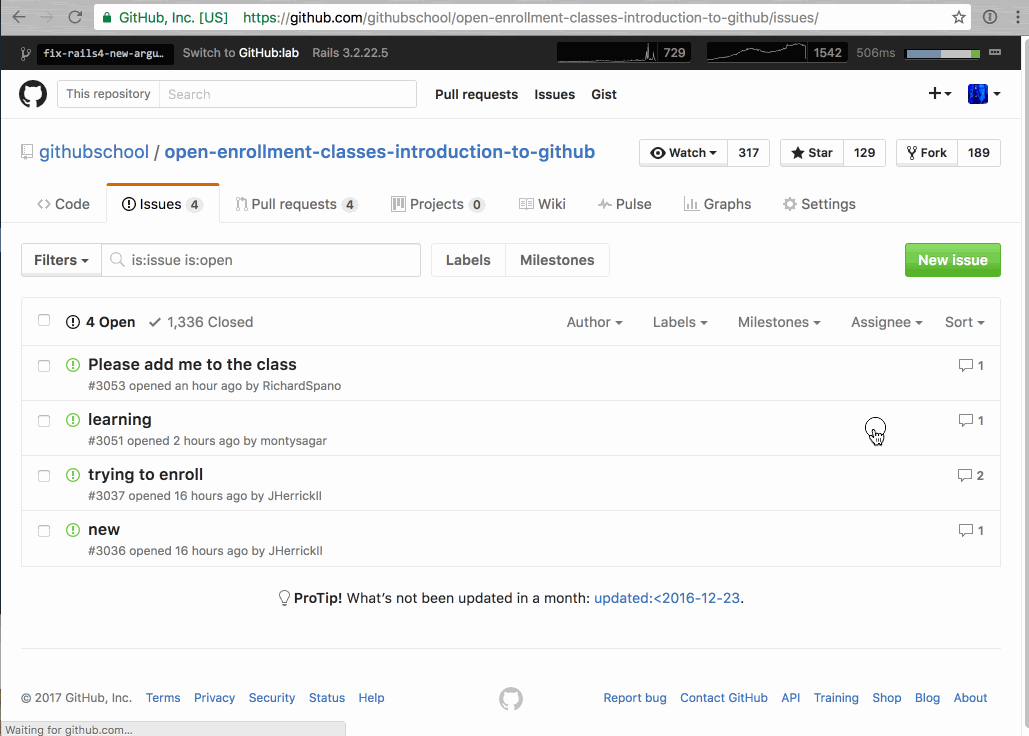 GitHub, Inc. [US] https://github.com/githubschool/open-enrollment-classes-introduction-to-github/issues/
fix-rails4-new-argu… Switch to GitHub:lab Rails 3.2.22.5 729 1542 506ms
This repository Search Pull requests Issues Gist
githubschool / open-enrollment-classes-introduction-to-github Watch 317 Star 129 Fork 189
Code Issues 4 Pull requests 4 Projects 0 Wiki Pulse Graphs Settings
Filters is:issue is:open Labels Milestones New issue
4 Open 1,336 Closed Author Labels Milestones Assignee Sort
Please add me to the class 1
#3053 opened an hour ago by RichardSpano
learning 1
#3051 opened 2 hours ago by montysagar
trying to enroll 2
#3037 opened 16 hours ago by JHerrickII
new 1
#3036 opened 16 hours ago by JHerrickII
ProTip! What's not been updated in a month: updated:<2016-12-23.
© 2017 GitHub, Inc. Terms Privacy Security Status Help Report bug Contact GitHub API Training Shop Blog About
Waiting for github.com...